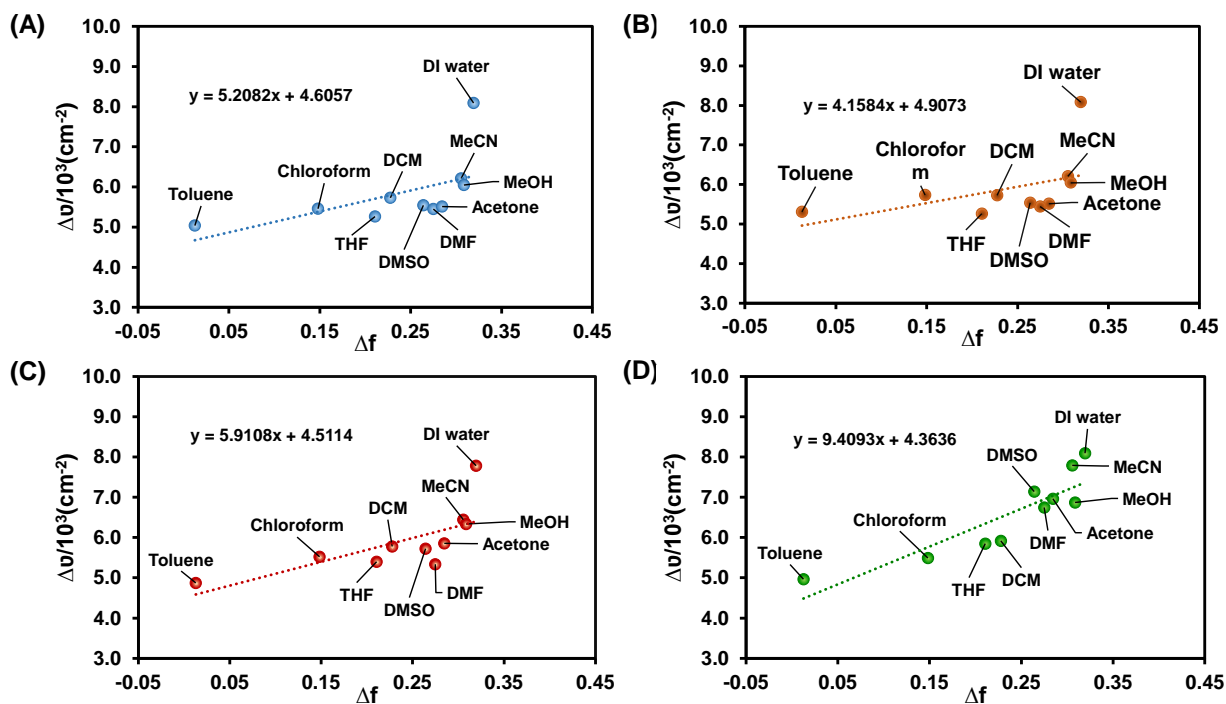 (A)
10.0
9.0
8.0
7.0
6.0
5.0
4.0
3.0
-0.05 0.05 0.15 0.25 0.35 0.45
Δυ/10³(cm⁻²)
Δf
y = 5.2082x + 4.6057
DI water
MeCN
DCM
Chloroform
MeOH
Toluene
Acetone
THF
DMF
DMSO
(B)
10.0
9.0
8.0
7.0
6.0
5.0
4.0
3.0
-0.05 0.05 0.15 0.25 0.35 0.45
Δυ/10³(cm⁻²)
Δf
y = 4.1584x + 4.9073
DI water
MeCN
DCM
Chlorofor
m
Toluene
MeOH
Acetone
THF
DMF
DMSO
(C)
10.0
9.0
8.0
7.0
6.0
5.0
4.0
3.0
-0.05 0.05 0.15 0.25 0.35 0.45
Δυ/10³(cm⁻²)
Δf
y = 5.9108x + 4.5114
DI water
MeCN
DCM
MeOH
Chloroform
Acetone
Toluene
THF
DMF
DMSO
(D)
10.0
9.0
8.0
7.0
6.0
5.0
4.0
3.0
-0.05 0.05 0.15 0.25 0.35 0.45
Δυ/10³(cm⁻²)
Δf
y = 9.4093x + 4.3636
DI water
DMSO
MeCN
MeOH
Chloroform
Acetone
DMF
Toluene
THF
DCM